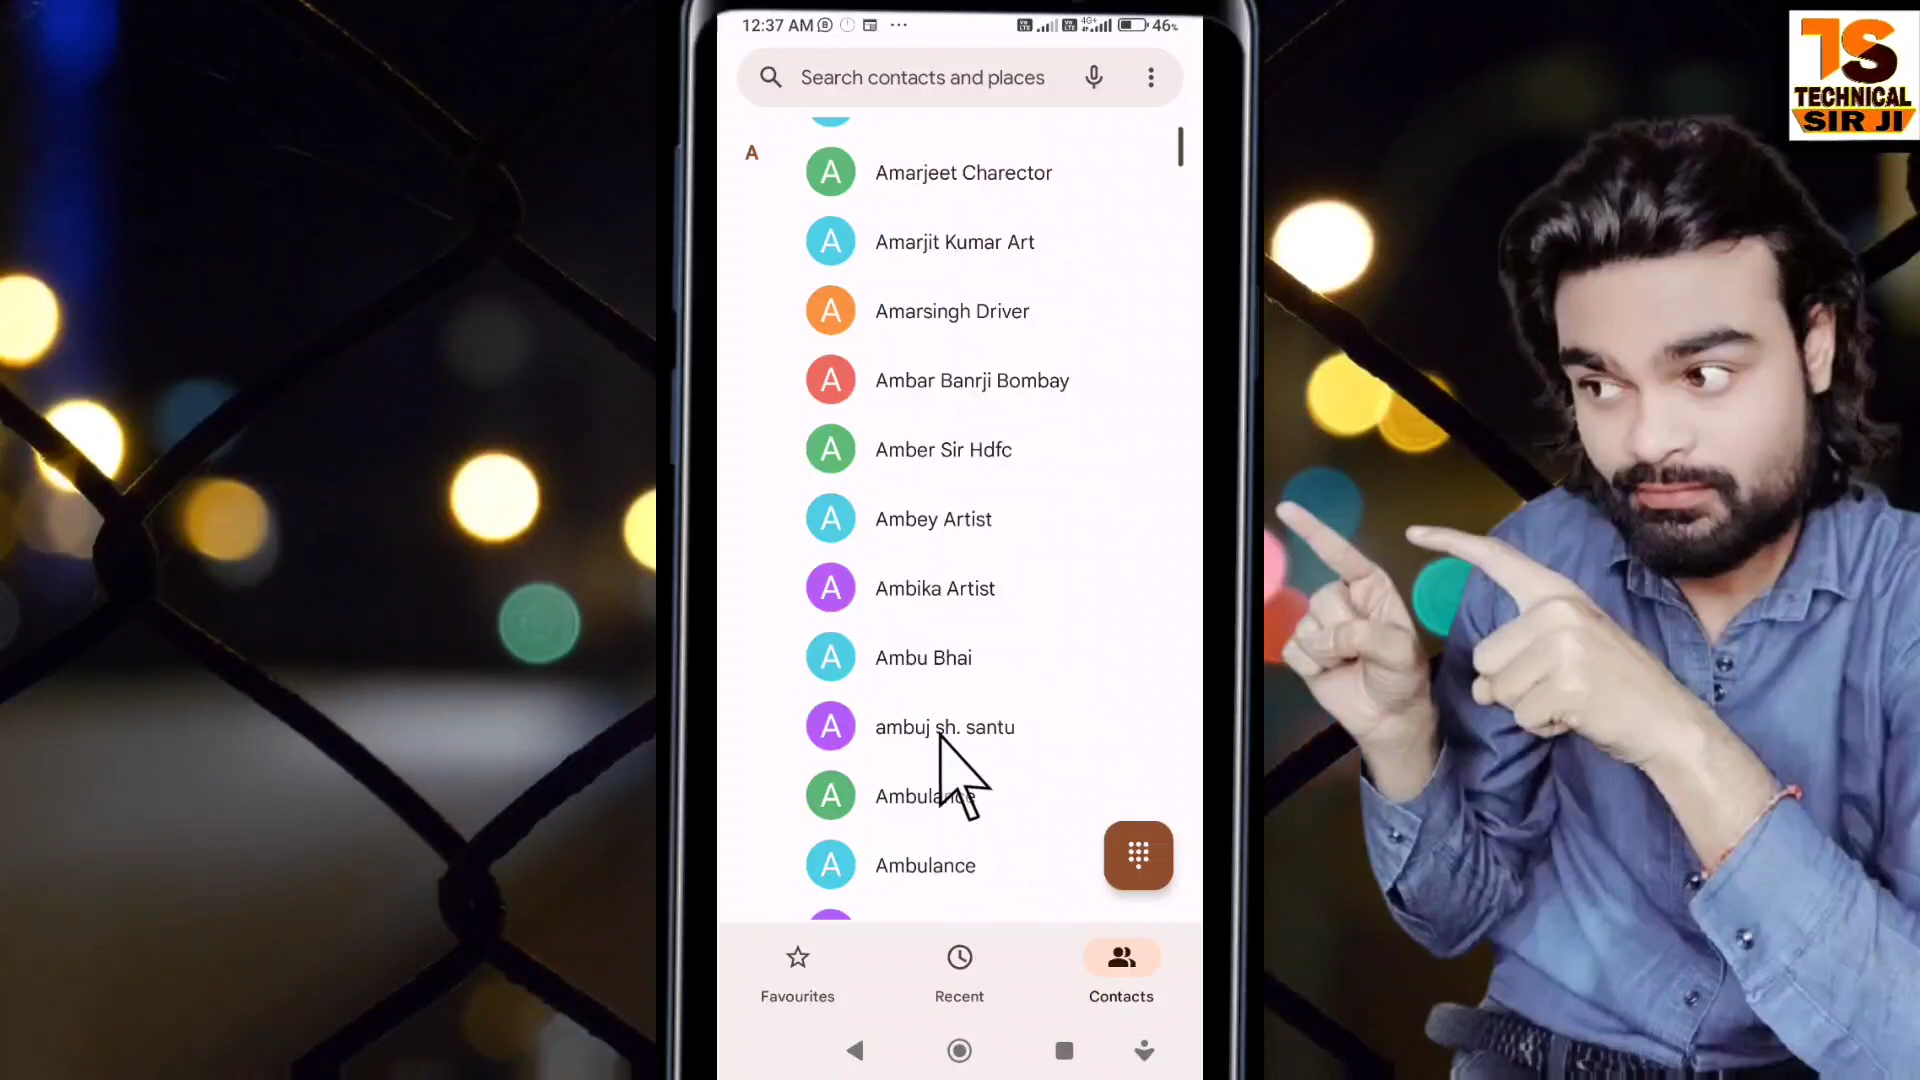 12:37 AM
4G+
46%
Search contacts and places
A
A Amarjeet Charector
A Amarjit Kumar Art
A Amarsingh Driver
A Ambar Banrji Bombay
A Amber Sir Hdfc
A Ambey Artist
A Ambika Artist
A Ambu Bhai
A ambuj sh. santu
A Ambulance
A Ambulance
Favourites
Recent
Contacts
TS
TECHNICAL
SIR JI